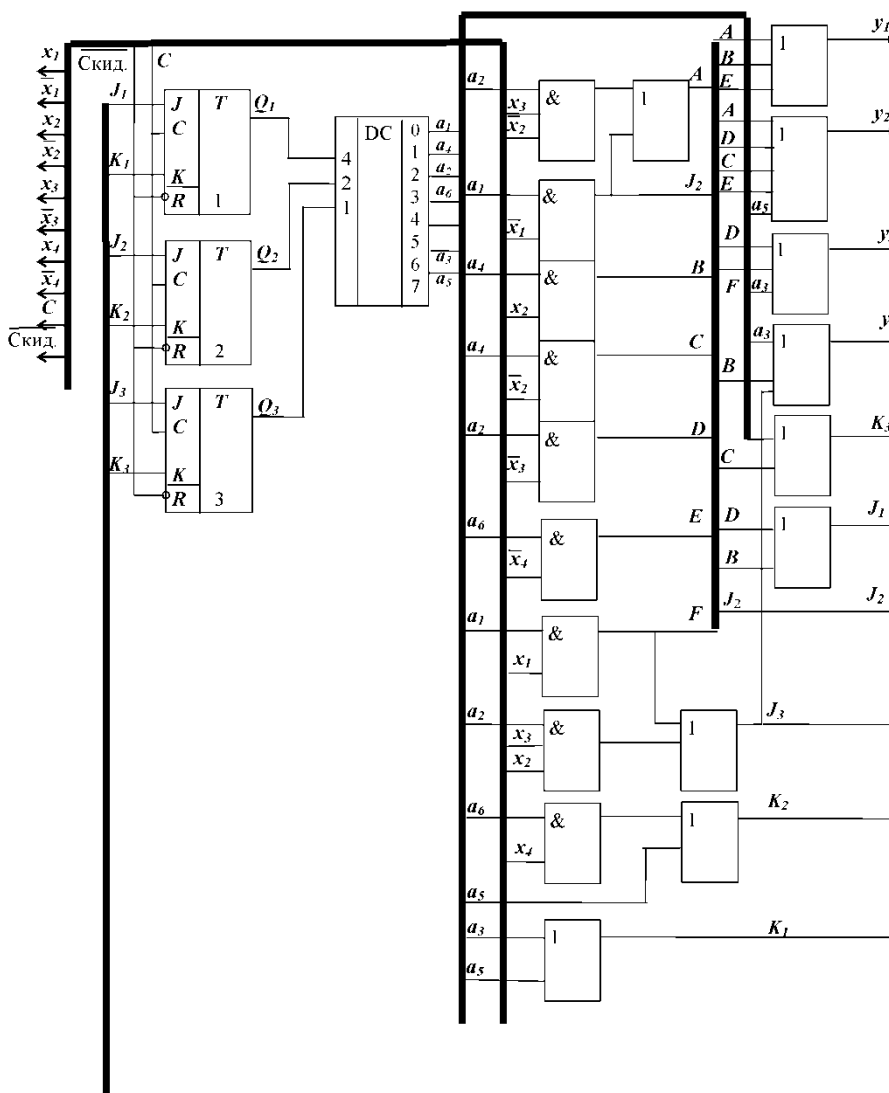 x₁
x̅₁
x₂
x̅₂
x₃
x̅₃
x₄
x̅₄
C
С̅к̅и̅д̅.̅
С̅к̅и̅д̅.̅
C
J₁
K₁
J T
C
K
R̅ 1
Q₁
J₂
K₂
J T
C
K
R̅ 2
Q₂
J₃
K₃
J T
C
K
R̅ 3
Q₃
4
2
1
DC
0
1
2
3
4
5
6
7
a₁
a₄
a₂
a₆
a₃
a₅
a₂
x₃
x̅₂
&
1
A
a₁
x̅₁
&
J₂
a₄
x₂
&
B
a₄
x̅₂
&
C
a₂
x̅₃
&
D
a₆
x̅₄
&
E
a₁
x₁
&
F
a₂
x₃
x₂
&
1
J₃
a₆
x₄
&
1
K₂
a₅
a₃
a₅
1
K₁
A
B
E
1
y₁
A
D
C
E
a₅
1
y₂
D
F
a₃
1
y
a₃
B
1
y
C
1
K₃
D
B
1
J₁
J₂
J₂